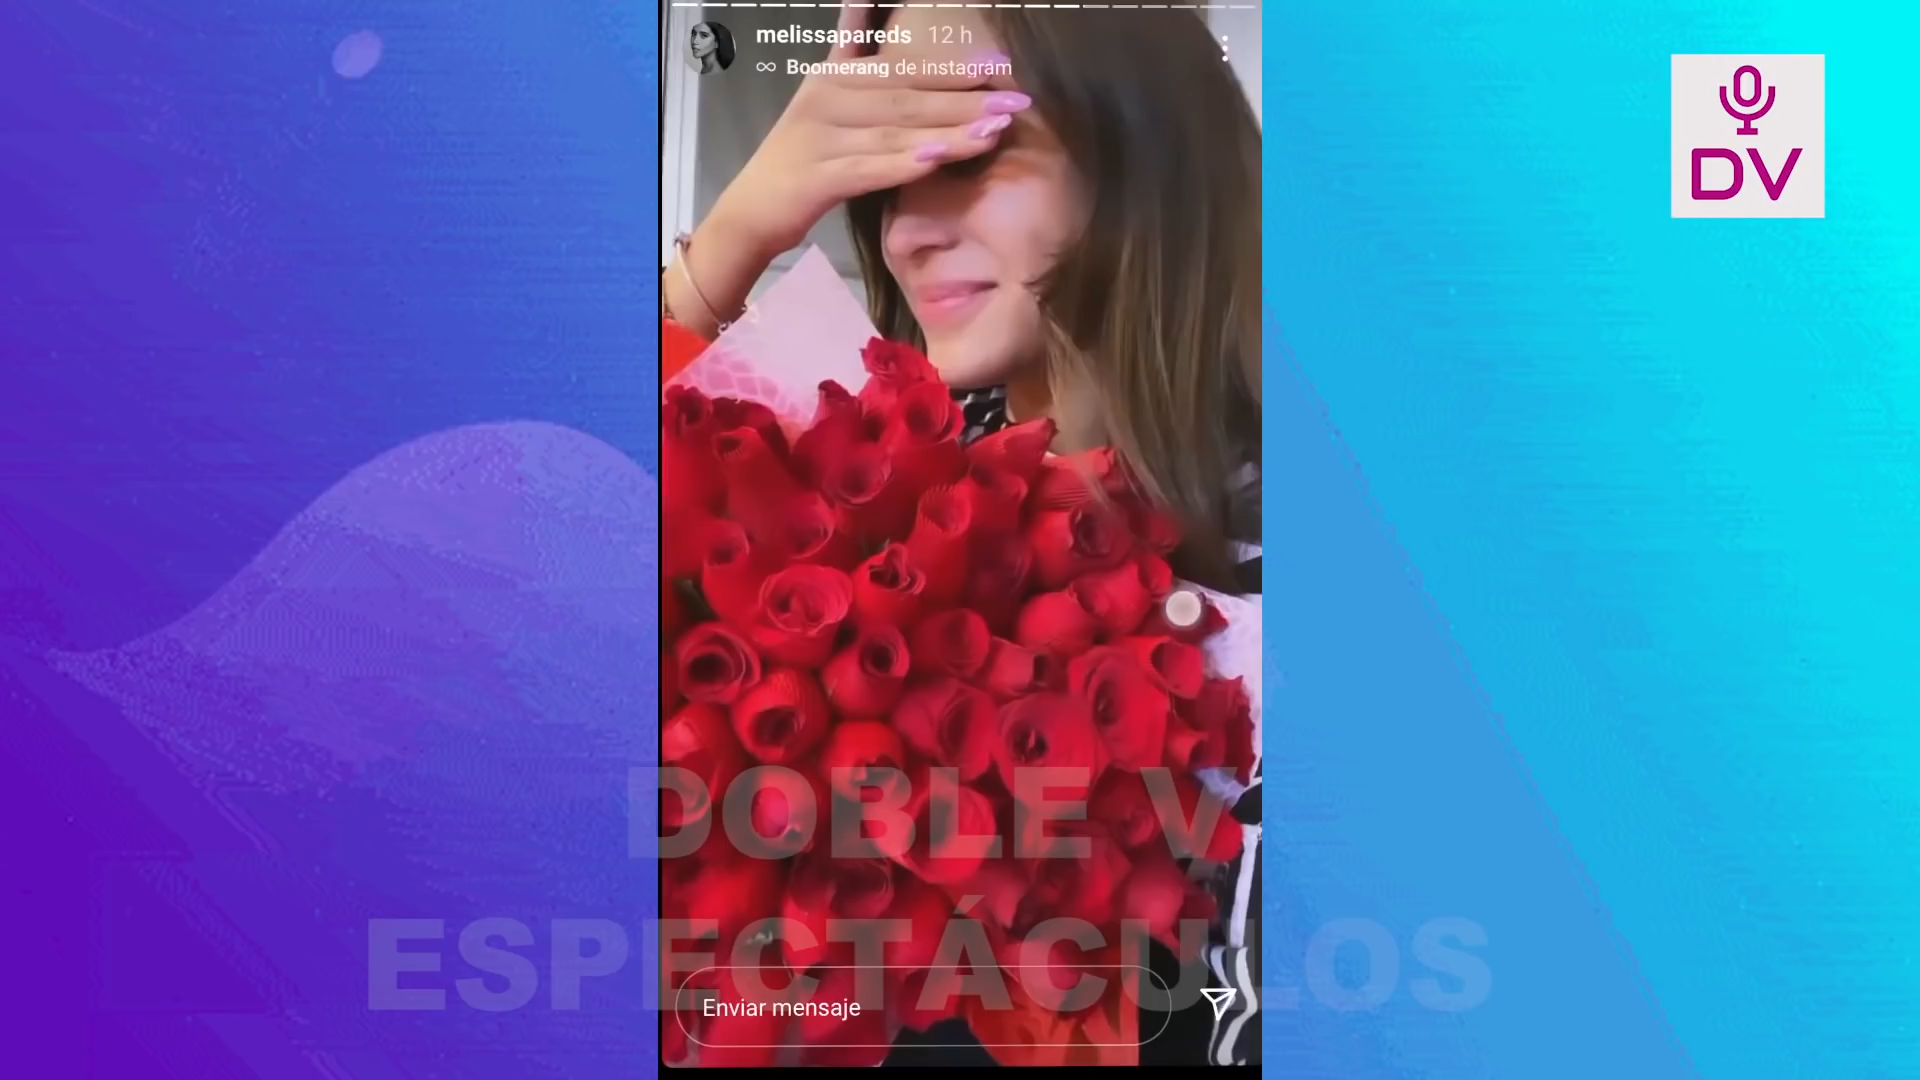 melissapareds 12 h
∞ Boomerang de instagram
DV
DOBLE V
ESPECTÁCULOS
Enviar mensaje